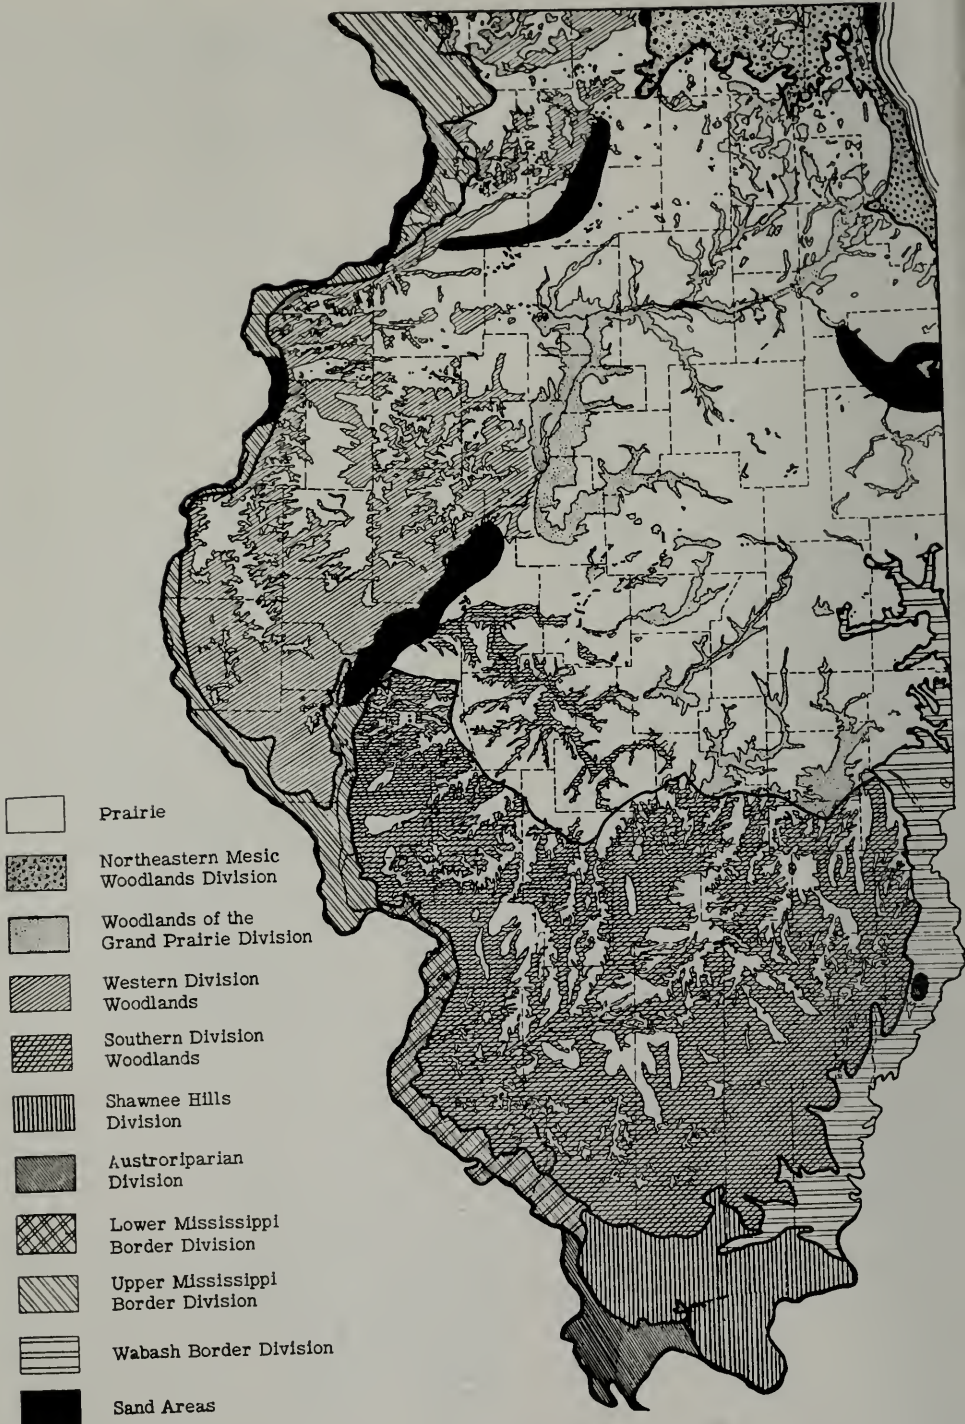 Prairie
Northeastern Mesic
Woodlands Division
Woodlands of the
Grand Prairie Division
Western Division
Woodlands
Southern Division
Woodlands
Shawnee Hills
Division
Austroriparian
Division
Lower Mississippi
Border Division
Upper Mississippi
Border Division
Wabash Border Division
Sand Areas